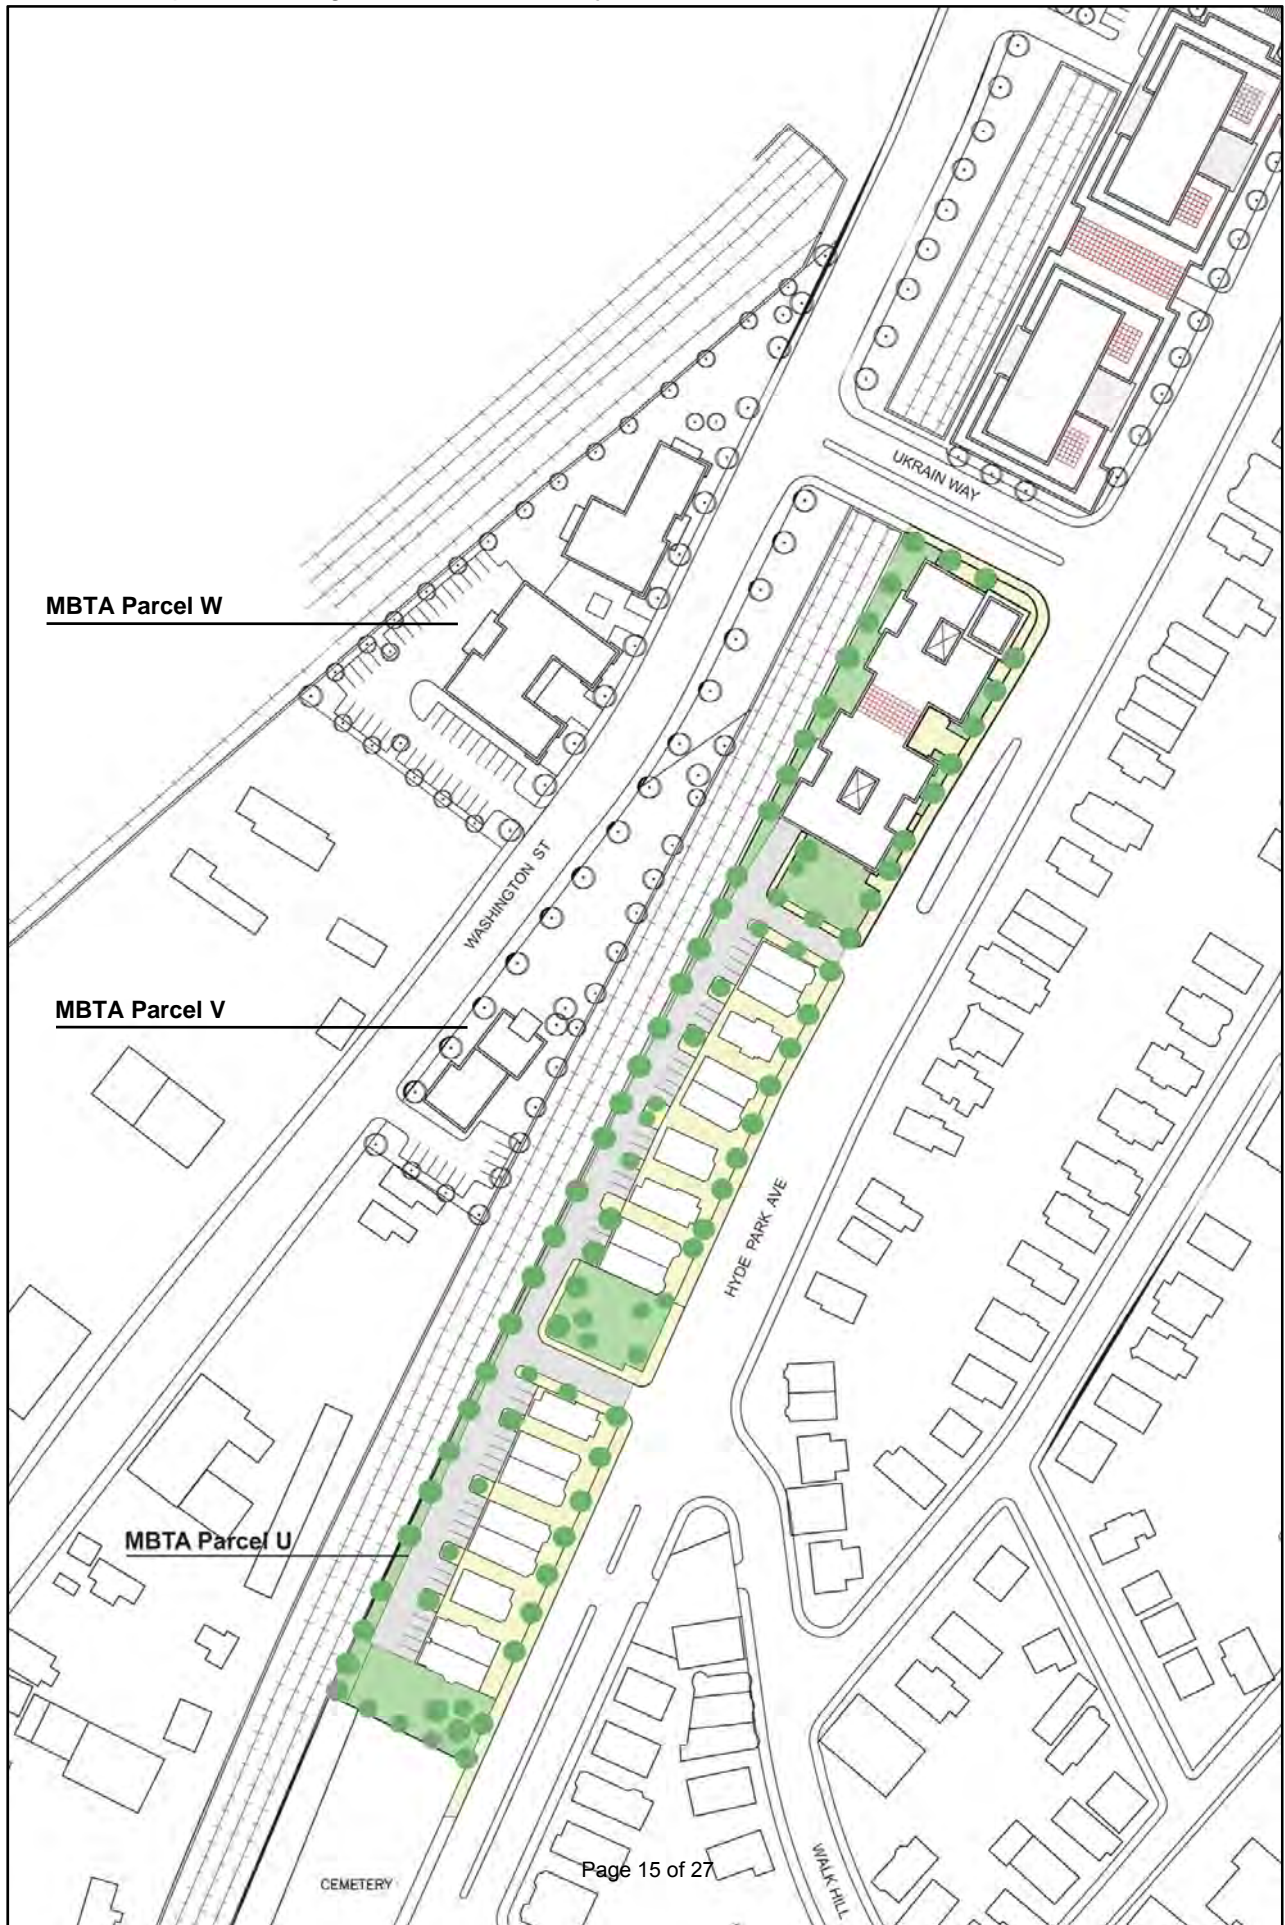 UKRAIN WAY
MBTA Parcel W
WASHINGTON ST
MBTA Parcel V
HYDE PARK AVE
MBTA Parcel U
Page 15 of 27
WALK HILL
CEMETERY